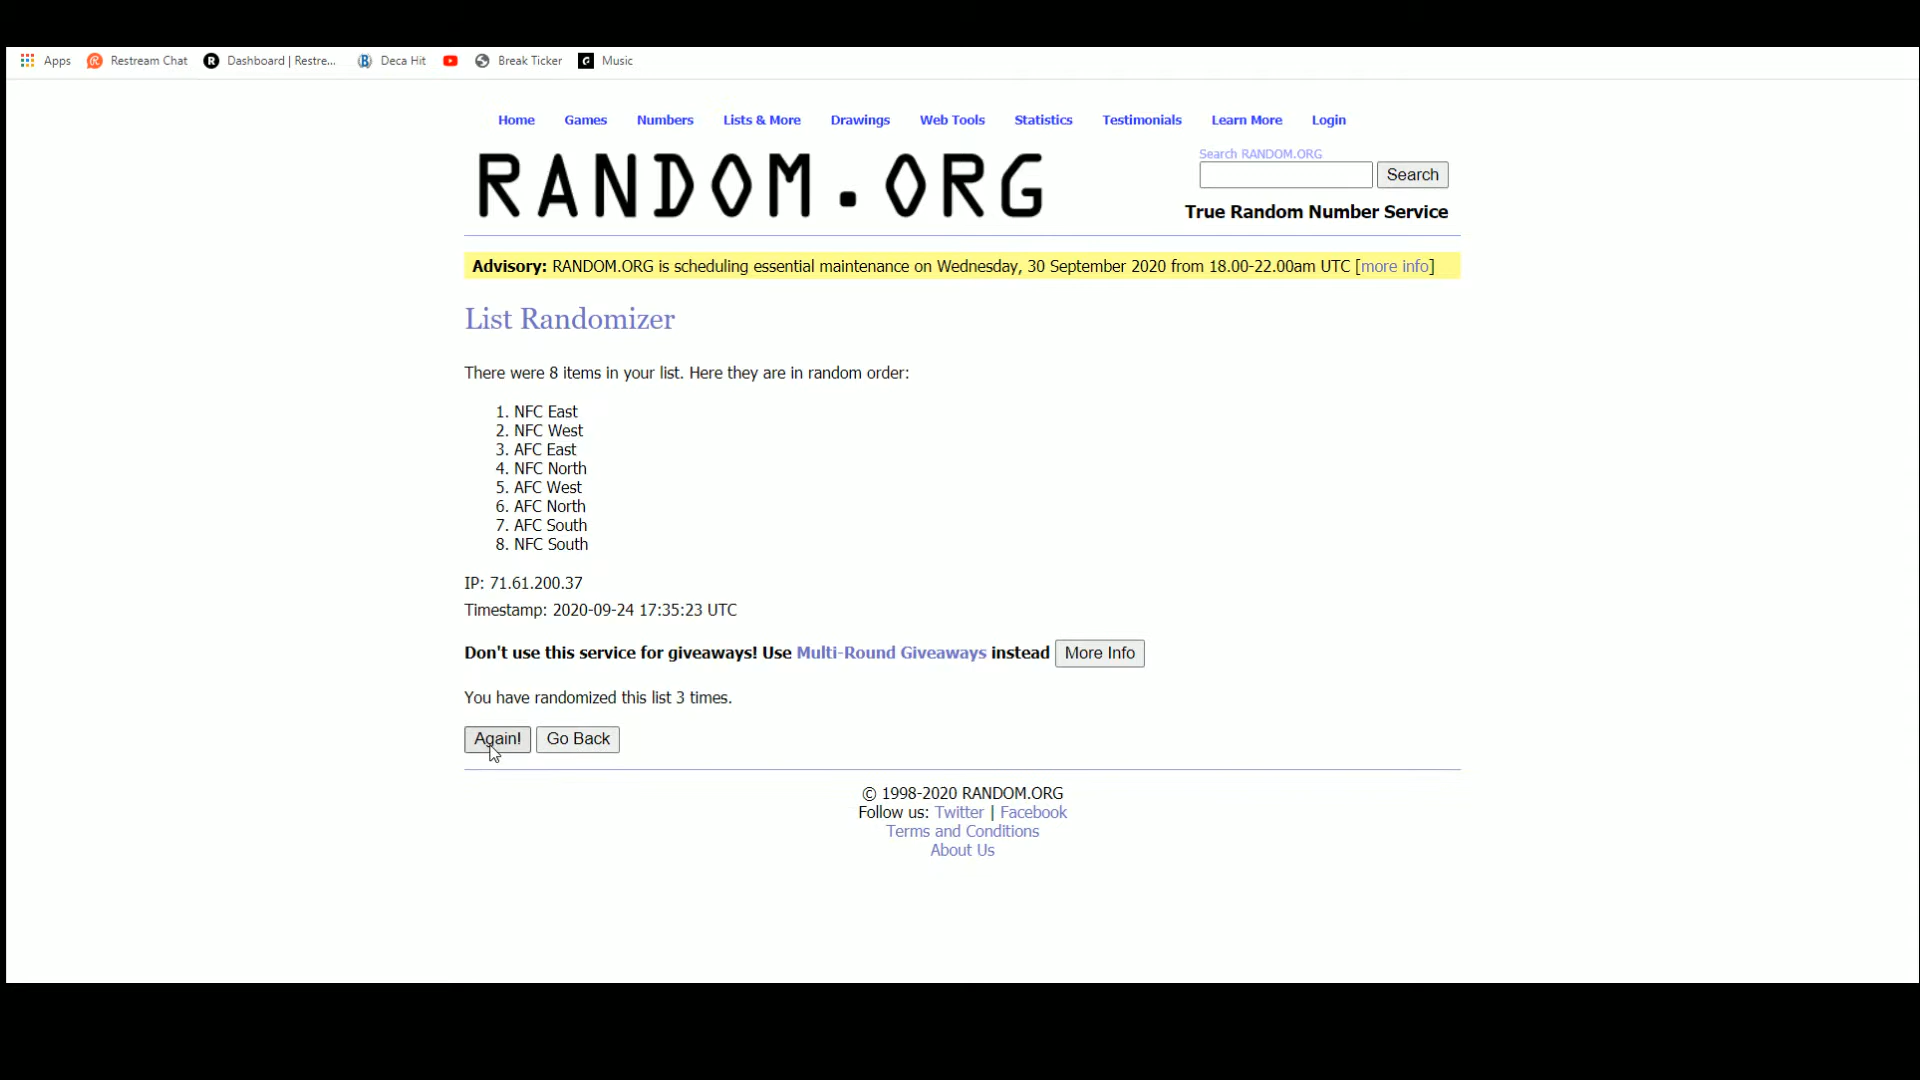 Apps Restream Chat Dashboard | Restre... Deca Hit Break Ticker Music
Home Games Numbers Lists & More Drawings Web Tools Statistics Testimonials Learn More Login
RANDOM.ORG
Search RANDOM.ORG
Search
True Random Number Service
Advisory: RANDOM.ORG is scheduling essential maintenance on Wednesday, 30 September 2020 from 18.00-22.00am UTC [more info]
List Randomizer
There were 8 items in your list. Here they are in random order:
1. NFC East
2. NFC West
3. AFC East
4. NFC North
5. AFC West
6. AFC North
7. AFC South
8. NFC South
IP: 71.61.200.37
Timestamp: 2020-09-24 17:35:23 UTC
Don't use this service for giveaways! Use Multi-Round Giveaways instead More Info
You have randomized this list 3 times.
Again! Go Back
© 1998-2020 RANDOM.ORG
Follow us: Twitter | Facebook
Terms and Conditions
About Us